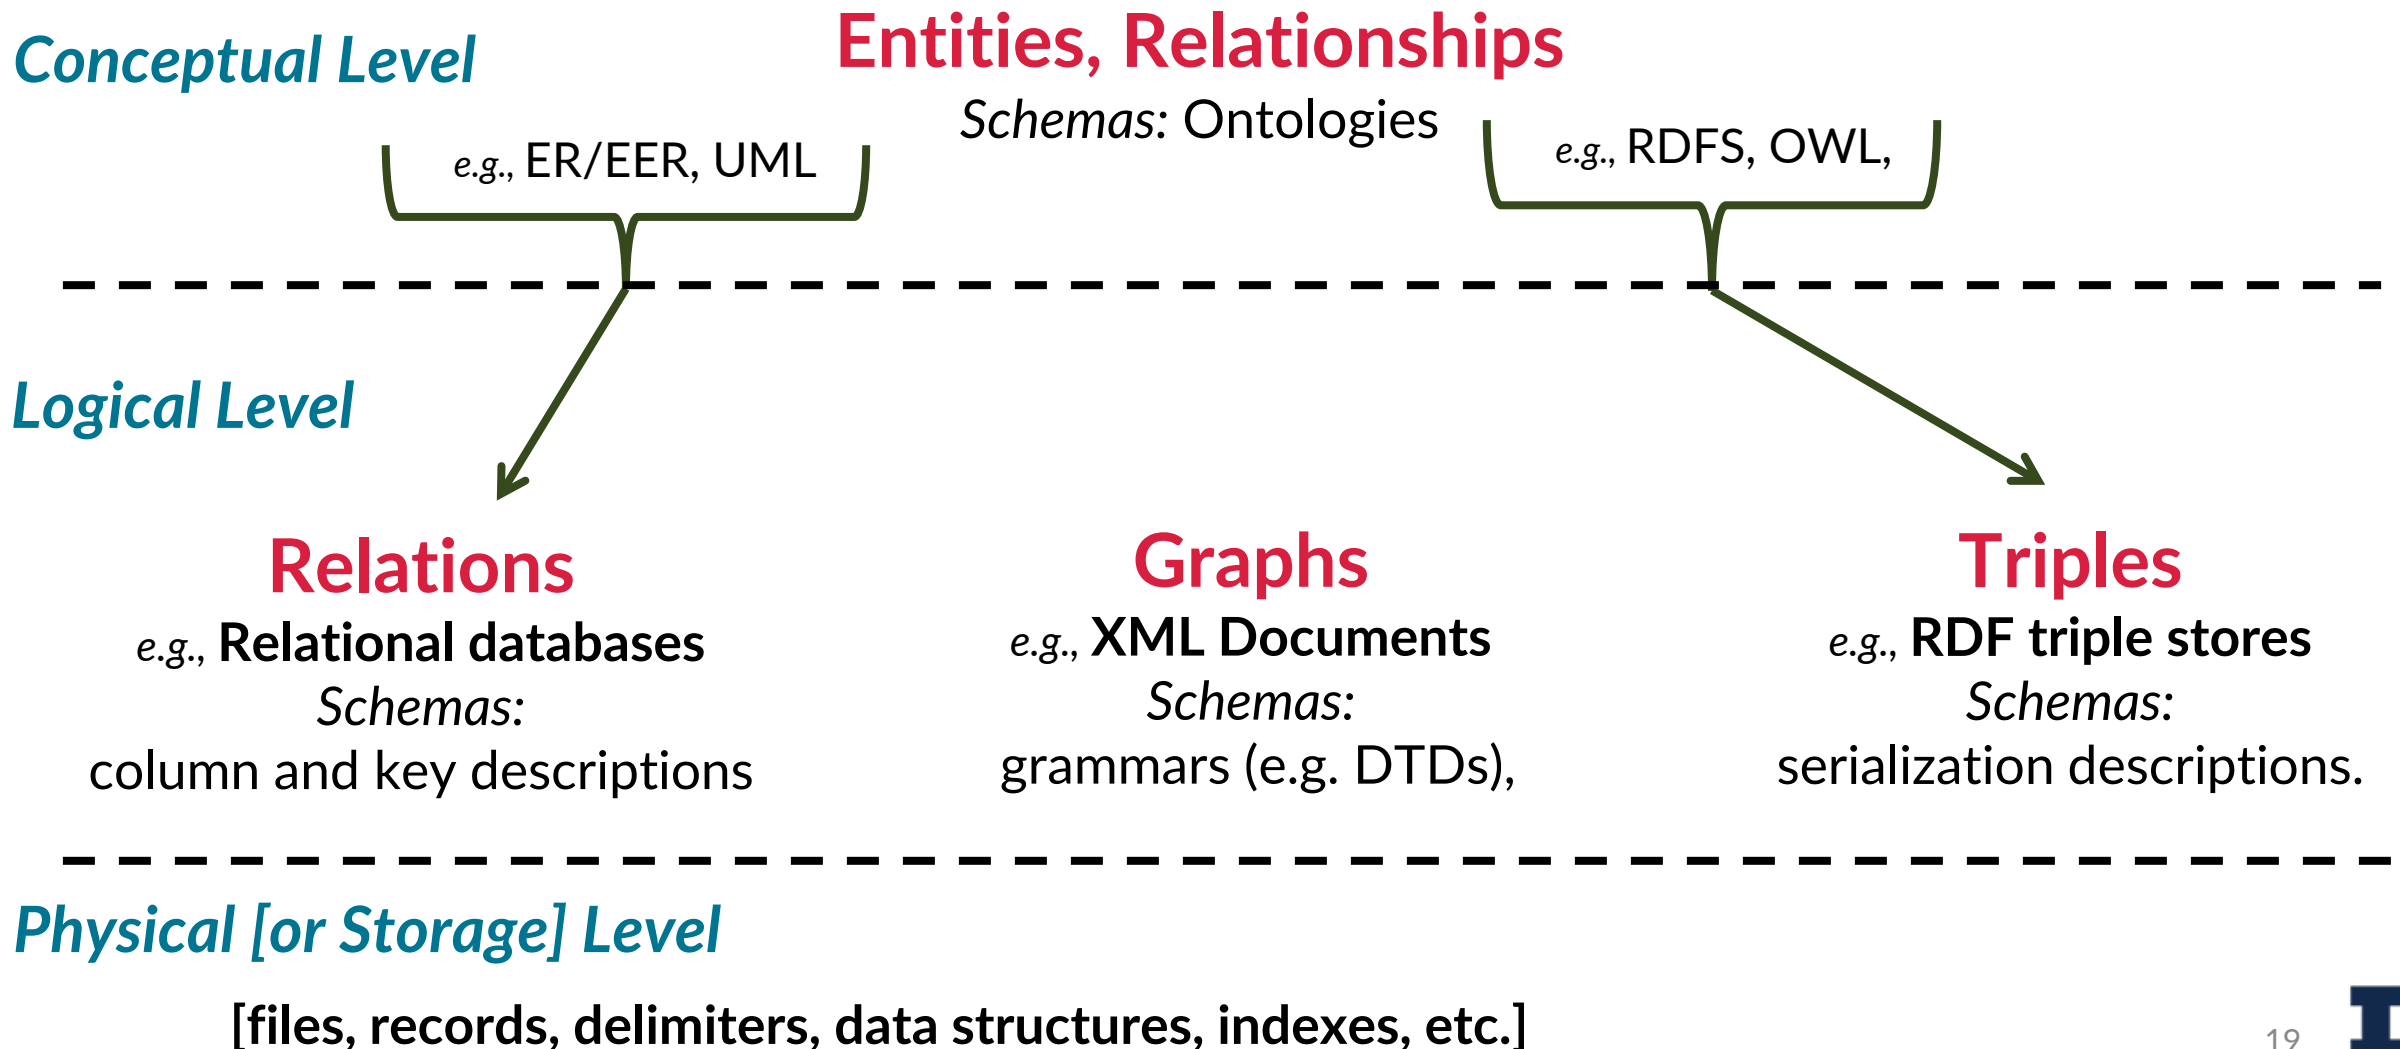 Conceptual Level
Entities, Relationships
Schemas: Ontologies
e.g., ER/EER, UML
e.g., RDFS, OWL,
Logical Level
Relations
e.g., Relational databases
Schemas:
column and key descriptions
Graphs
e.g., XML Documents
Schemas:
grammars (e.g. DTDs),
Triples
e.g., RDF triple stores
Schemas:
serialization descriptions.
Physical [or Storage] Level
[files, records, delimiters, data structures, indexes, etc.]
19